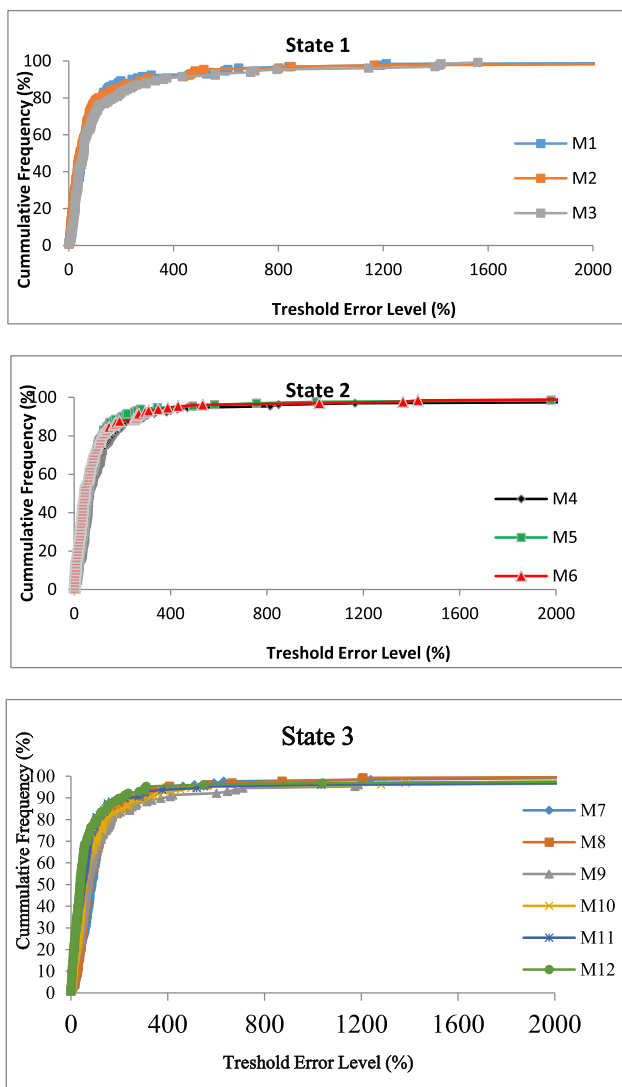 State 1
Cummulative Frequency (%)
100
80
60
40
20
0
0 400 800 1200 1600 2000
Treshold Error Level (%)
M1
M2
M3
State 2
Cummulative Frequency (%)
100
80
60
40
20
0
0 400 800 1200 1600 2000
Treshold Error Level (%)
M4
M5
M6
State 3
Cummulative Frequency (%)
100
90
80
70
60
50
40
30
20
10
0
0 400 800 1200 1600 2000
Treshold Error Level (%)
M7
M8
M9
M10
M11
M12